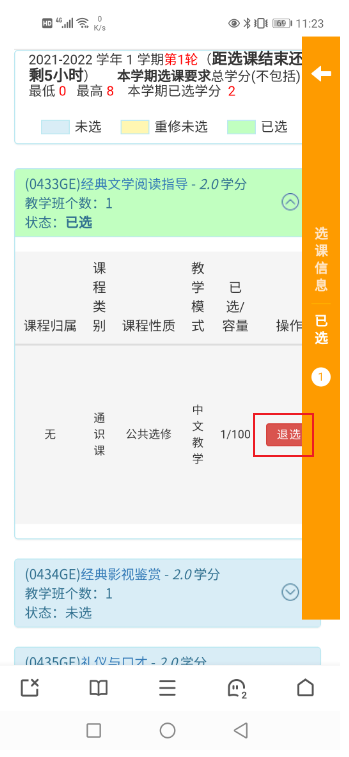 HD 4G 0 K/s 69 11:23
2021-2022 学年 1 学期第1轮（距选课结束还
剩5小时） 本学期选课要求总学分(不包括)
最低 0 最高 8 本学期已选学分 2
未选 重修未选 已选
(0433GE)经典文学阅读指导 - 2.0 学分
教学班个数：1
状态：已选
课程归属 课程类别 课程性质 教学模式 已选/容量 操作
无 通识课 公共选修 中文教学 1/100 退选
选课信息
已选
1
(0434GE)经典影视鉴赏 - 2.0 学分
教学班个数：1
状态：未选
(0435GE)礼仪与口才 - 2.0 学分
2